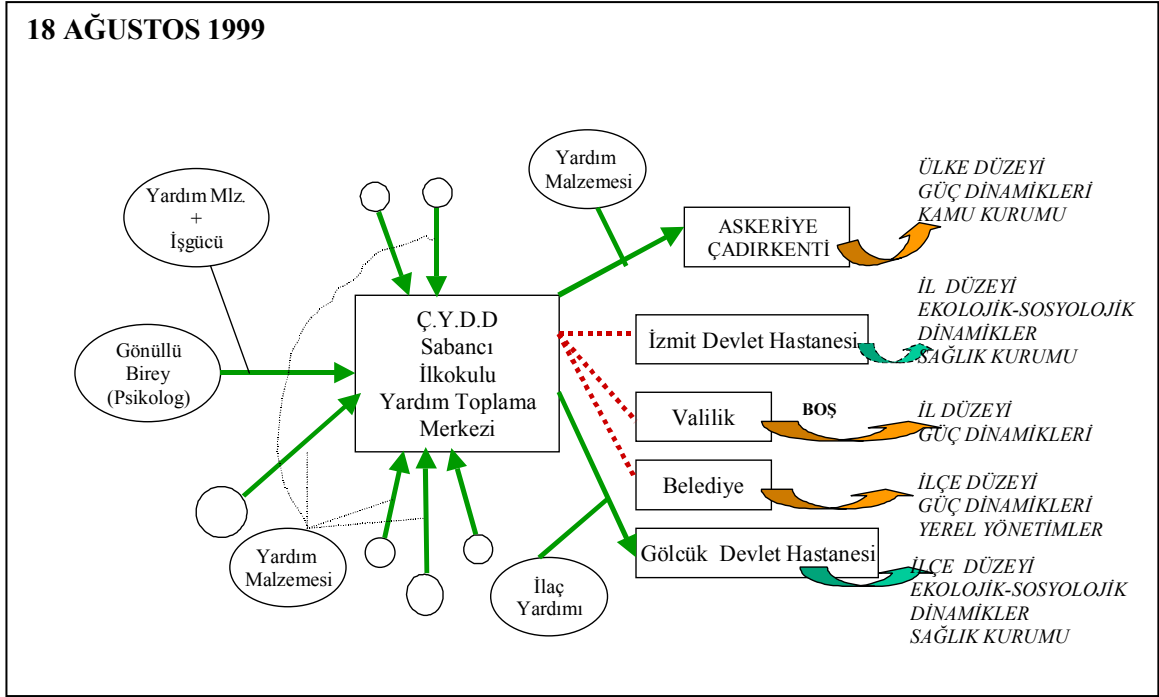 18 AĞUSTOS 1999
Yardım Mlz.
+
İşgücü
Gönüllü
Birey
(Psikolog)
Yardım
Malzemesi
Ç.Y.D.D
Sabancı
İlkokulu
Yardım Toplama
Merkezi
Yardım
Malzemesi
İlaç
Yardımı
ASKERİYE
ÇADIRKENTİ
ÜLKE DÜZEYİ
GÜÇ DİNAMİKLERİ
KAMU KURUMU
İzmit Devlet Hastanesi
İL DÜZEYİ
EKOLOJİK-SOSYOLOJİK
DİNAMİKLER
SAĞLIK KURUMU
Valilik
BOŞ
İL DÜZEYİ
GÜÇ DİNAMİKLERİ
Belediye
İLÇE DÜZEYİ
GÜÇ DİNAMİKLERİ
YEREL YÖNETİMLER
Gölcük Devlet Hastanesi
İLÇE DÜZEYİ
EKOLOJİK-SOSYOLOJİK
DİNAMİKLER
SAĞLIK KURUMU